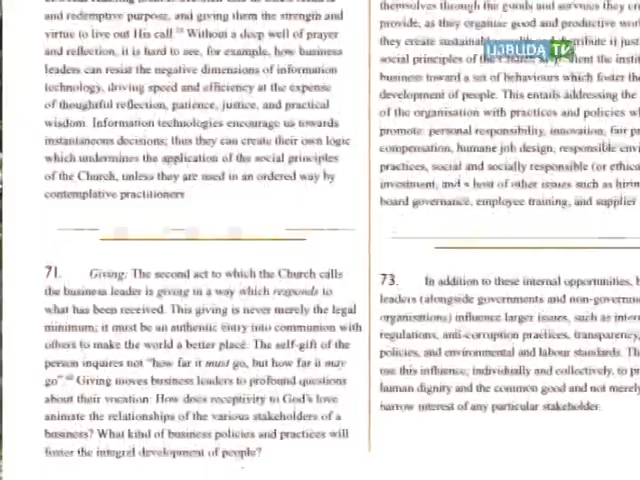 and redemptive purpose, and giving them the strength and
virtue to live out His call. Without a deep well of prayer
and reflection, it is hard to see, for example, how business
leaders can resist the negative dimensions of information
technology, driving speed and efficiency at the expense
of thoughtful reflection, patience, justice, and practical
wisdom. Information technologies encourage us towards
instantaneous decisions; thus they can create their own logic
which undermines the application of the social principles
of the Church, unless they are used in an ordered way by
contemplative practitioners
71. Giving: The second act to which the Church calls
the business leader is giving in a way which responds to
what has been received. This giving is never merely the legal
minimum; it must be an authentic entry into communion with
others to make the world a better place. The self-gift of the
person inquires not "how far it must go, but how far it may
go" Giving moves business leaders to profound questions
about their vocation: How does receptivity to God's love
animate the relationships of the various stakeholders of a
business? What kind of business policies and practices will
foster the integral development of people?
themselves through the goods and services they
provide, as they organise good and productive
they create sustainable
social principles of the
business toward a set of behaviours which foster the
development of people. This entails addressing the
of the organisation with practices and policies
promote: personal responsibility, innovation, fair
compensation, humane job design, responsible
practices, social and socially responsible (or
investment, and a host of other issues such as
board governance, employee training, and supplier
73. In addition to these internal opportunities,
leaders (alongside governments and
organisations) influence larger issues, such as
regulations, anti-corruption practices, transparency,
policies, and environmental and labour standards.
use this influence, individually and collectively, to
human dignity and the common good and not merely
narrow interest of any particular stakeholder.
ÚJBUDA TV